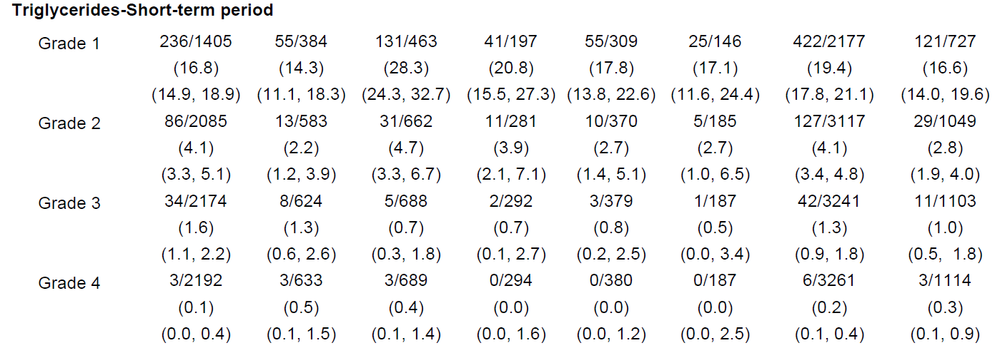 Triglycerides-Short-term period
Grade 1 236/1405 55/384 131/463 41/197 55/309 25/146 422/2177 121/727
(16.8) (14.3) (28.3) (20.8) (17.8) (17.1) (19.4) (16.6)
(14.9, 18.9) (11.1, 18.3) (24.3, 32.7) (15.5, 27.3) (13.8, 22.6) (11.6, 24.4) (17.8, 21.1) (14.0, 19.6)
Grade 2 86/2085 13/583 31/662 11/281 10/370 5/185 127/3117 29/1049
(4.1) (2.2) (4.7) (3.9) (2.7) (2.7) (4.1) (2.8)
(3.3, 5.1) (1.2, 3.9) (3.3, 6.7) (2.1, 7.1) (1.4, 5.1) (1.0, 6.5) (3.4, 4.8) (1.9, 4.0)
Grade 3 34/2174 8/624 5/688 2/292 3/379 1/187 42/3241 11/1103
(1.6) (1.3) (0.7) (0.7) (0.8) (0.5) (1.3) (1.0)
(1.1, 2.2) (0.6, 2.6) (0.3, 1.8) (0.1, 2.7) (0.2, 2.5) (0.0, 3.4) (0.9, 1.8) (0.5, 1.8)
Grade 4 3/2192 3/633 3/689 0/294 0/380 0/187 6/3261 3/1114
(0.1) (0.5) (0.4) (0.0) (0.0) (0.0) (0.2) (0.3)
(0.0, 0.4) (0.1, 1.5) (0.1, 1.4) (0.0, 1.6) (0.0, 1.2) (0.0, 2.5) (0.1, 0.4) (0.1, 0.9)